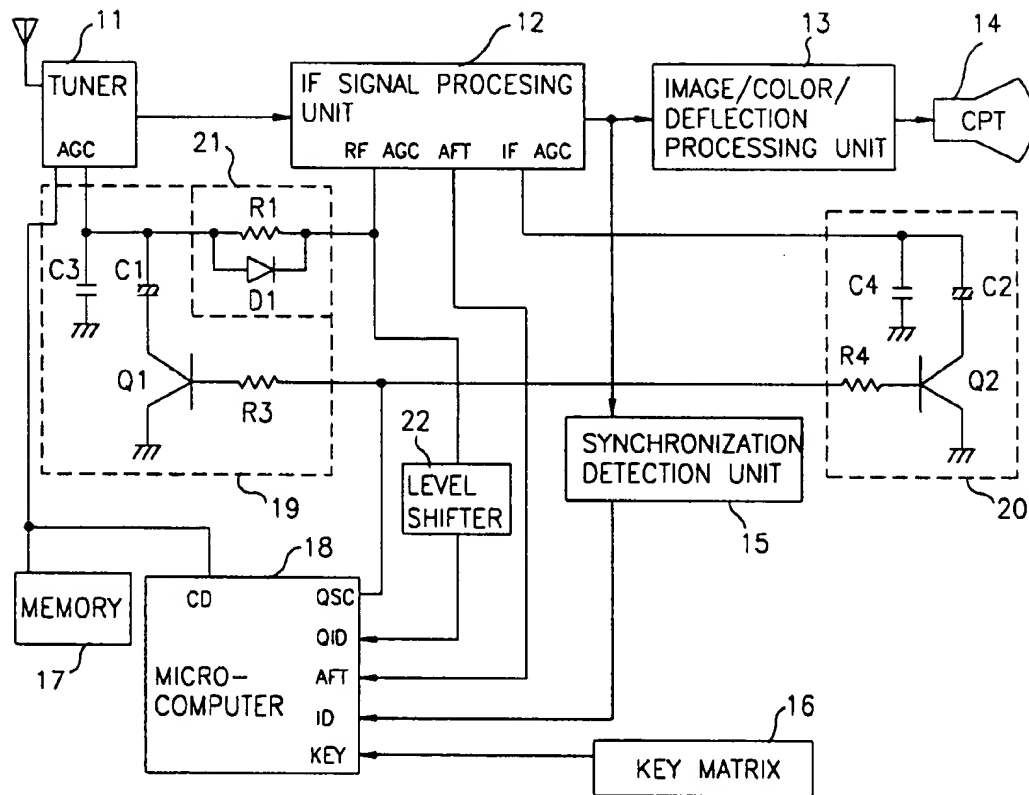 11
12
13
14
TUNER
AGC
IF SIGNAL PROCESING
UNIT
RF AGC AFT IF AGC
IMAGE/COLOR/
DEFLECTION
PROCESSING UNIT
CPT
21
R1
D1
C3
C1
Q1
R3
C4
C2
R4
Q2
22
LEVEL
SHIFTER
SYNCHRONIZATION
DETECTION UNIT
19
15
20
18
MEMORY
17
CD
QSC
QID
AFT
ID
KEY
MICRO-
COMPUTER
16
KEY MATRIX